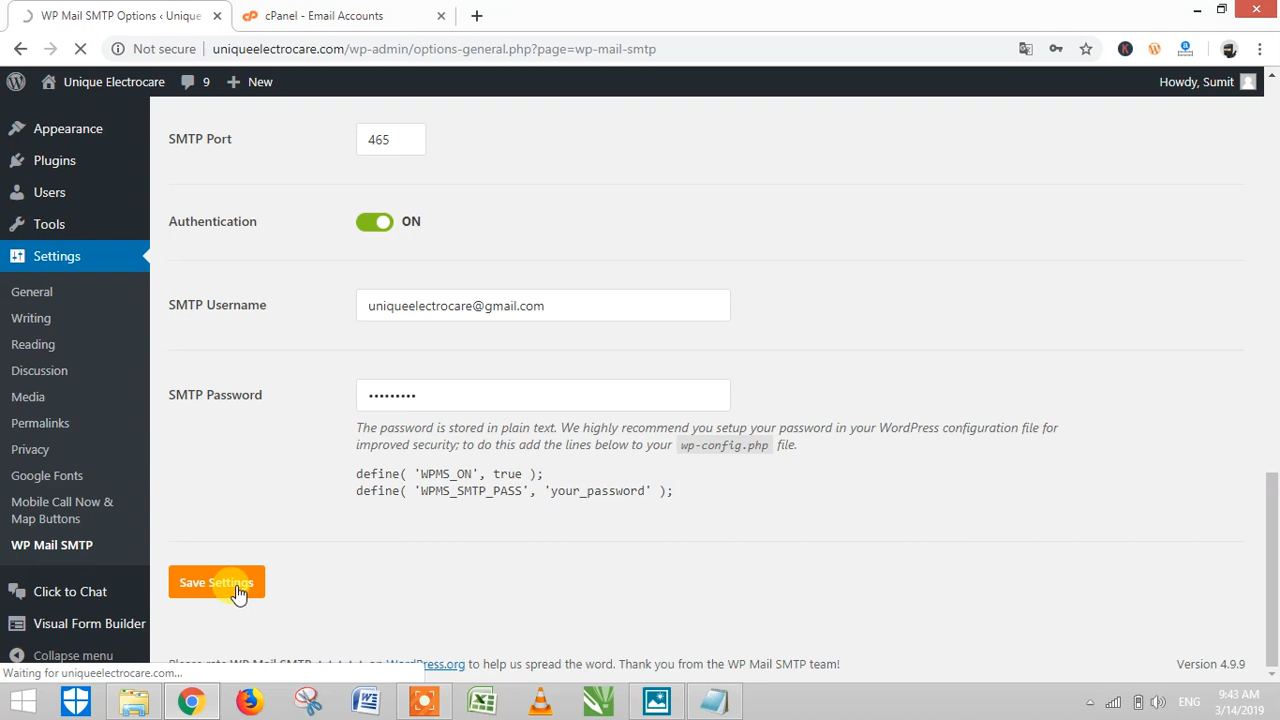 WP Mail SMTP Options ‹ Unique
cPanel - Email Accounts
Not secure
uniqueelectrocare.com/wp-admin/options-general.php?page=wp-mail-smtp
Unique Electrocare
9
New
Howdy, Sumit
Appearance
Plugins
Users
Tools
Settings
General
Writing
Reading
Discussion
Media
Permalinks
Privacy
Google Fonts
Mobile Call Now &
Map Buttons
WP Mail SMTP
Click to Chat
Visual Form Builder
Collapse menu
SMTP Port
465
Authentication
ON
SMTP Username
uniqueelectrocare@gmail.com
SMTP Password
•••••••••
The password is stored in plain text. We highly recommend you setup your password in your WordPress configuration file for
improved security; to do this add the lines below to your wp-config.php file.
define( 'WPMS_ON', true );
define( 'WPMS_SMTP_PASS', 'your_password' );
Save Settings
Please rate WP Mail SMTP ★★★★★ on WordPress.org to help us spread the word. Thank you from the WP Mail SMTP team!
Version 4.9.9
Waiting for uniqueelectrocare.com...
ENG
9:43 AM
3/14/2019